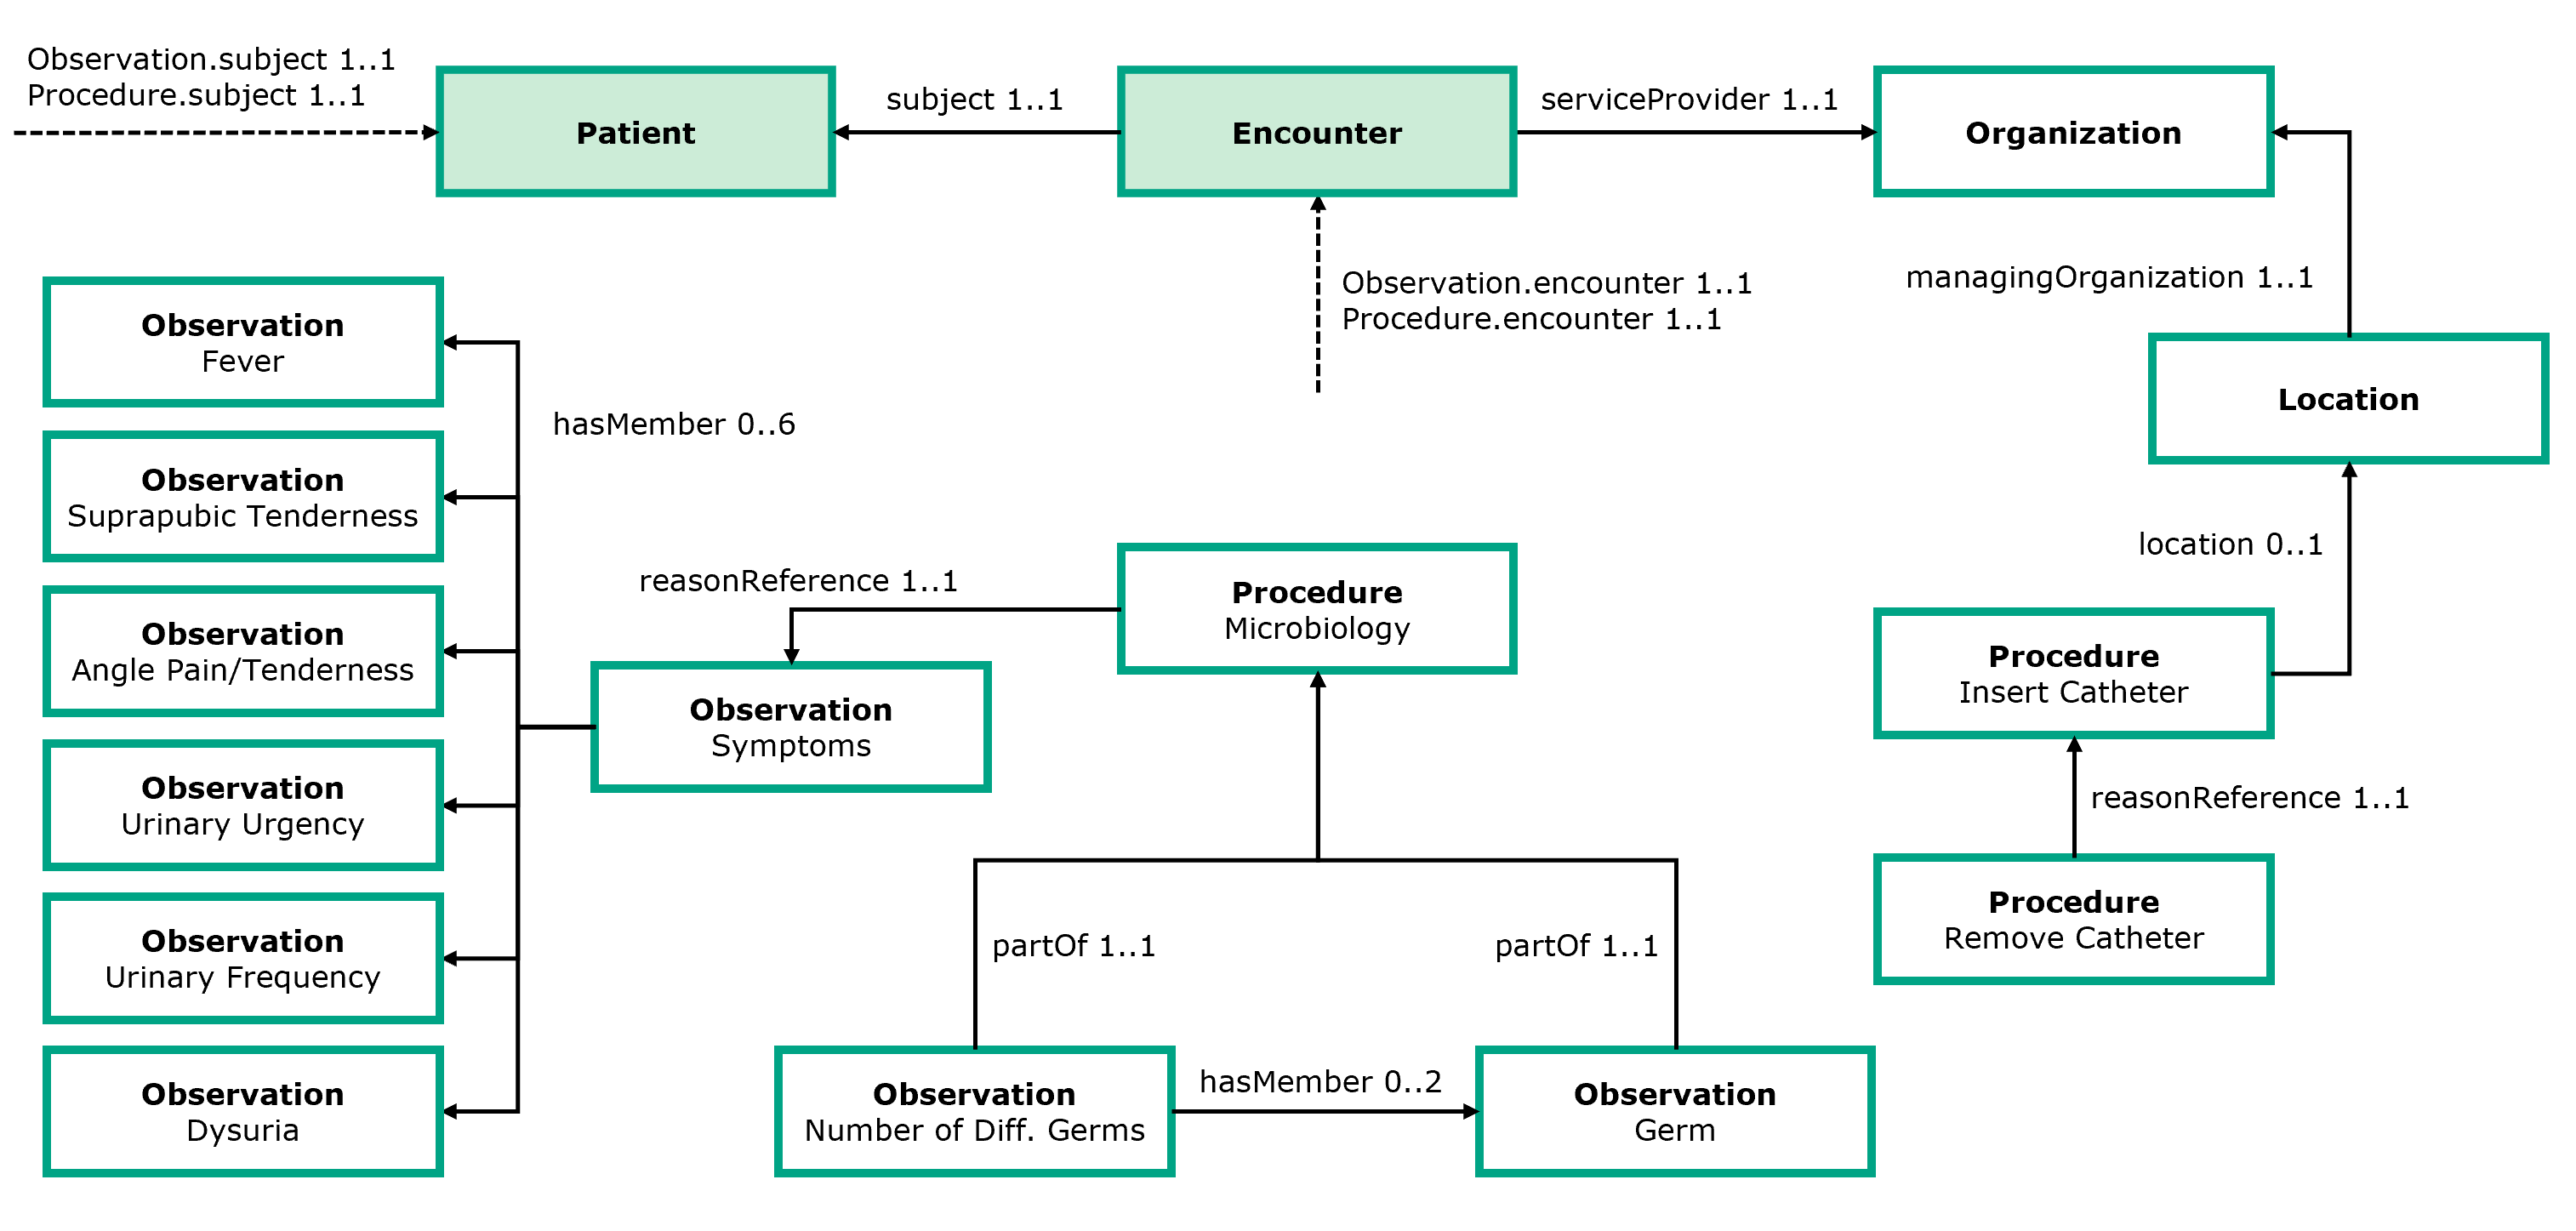 Observation.subject 1..1
Procedure.subject 1..1
Patient
subject 1..1
Encounter
serviceProvider 1..1
Organization
Observation.encounter 1..1
Procedure.encounter 1..1
managingOrganization 1..1
Location
location 0..1
Observation
Fever
hasMember 0..6
Observation
Suprapubic Tenderness
Observation
Angle Pain/Tenderness
Observation
Urinary Urgency
Observation
Urinary Frequency
Observation
Dysuria
reasonReference 1..1
Procedure
Microbiology
Observation
Symptoms
partOf 1..1
partOf 1..1
Observation
Number of Diff. Germs
hasMember 0..2
Observation
Germ
Procedure
Insert Catheter
reasonReference 1..1
Procedure
Remove Catheter